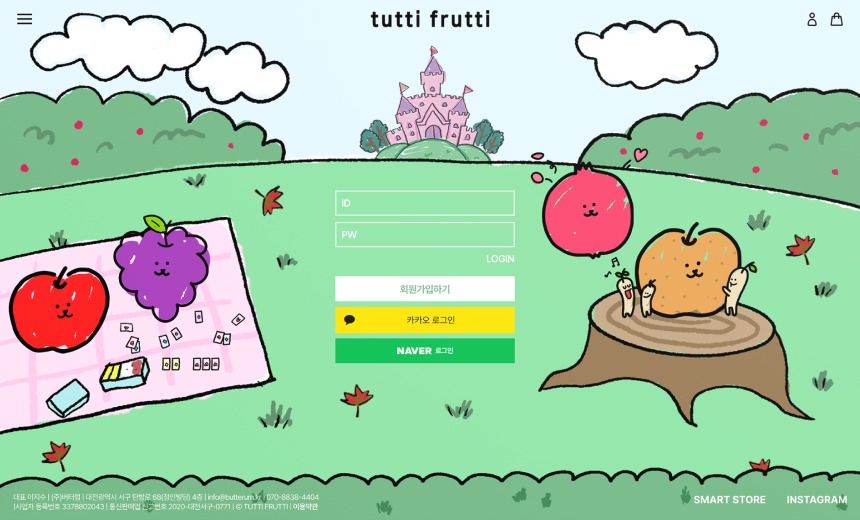 tutti frutti
ID
PW
LOGIN
회원가입하기
카카오 로그인
NAVER 로그인
대표 이지수 | (주)버터럼 | 대전광역시 서구 탄방로 68(정인빌딩) 4층 | info@butterum.kr | 070-8838-4404
|사업자 등록번호 3378802043 | 통신판매업 신고번호 2020-대전서구-0771 | © TUTTI FRUTTI | 이용약관
SMART STORE
INSTAGRAM